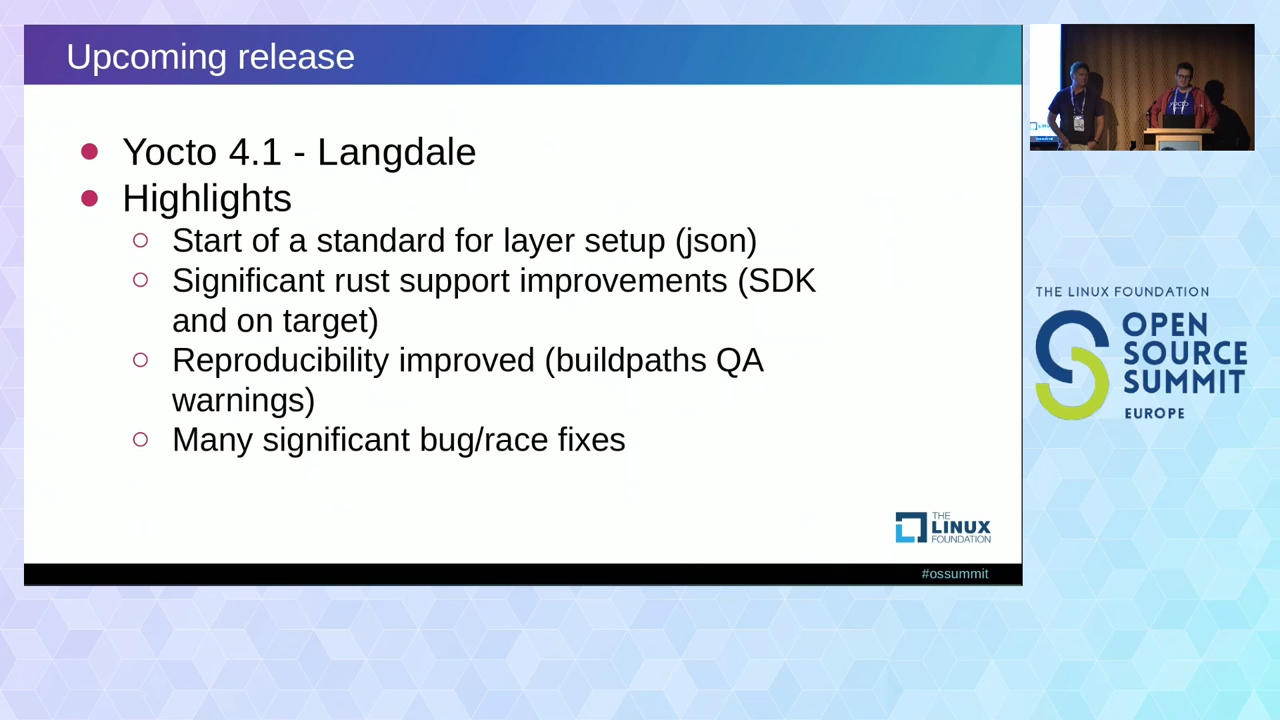 Upcoming release
Yocto 4.1 - Langdale
Highlights
Start of a standard for layer setup (json)
Significant rust support improvements (SDK
and on target)
Reproducibility improved (buildpaths QA
warnings)
Many significant bug/race fixes
THE
LINUX
FOUNDATION
#ossummit
yocto
THE LINUX FOUNDATION
OPEN
SOURCE
SUMMIT
EUROPE